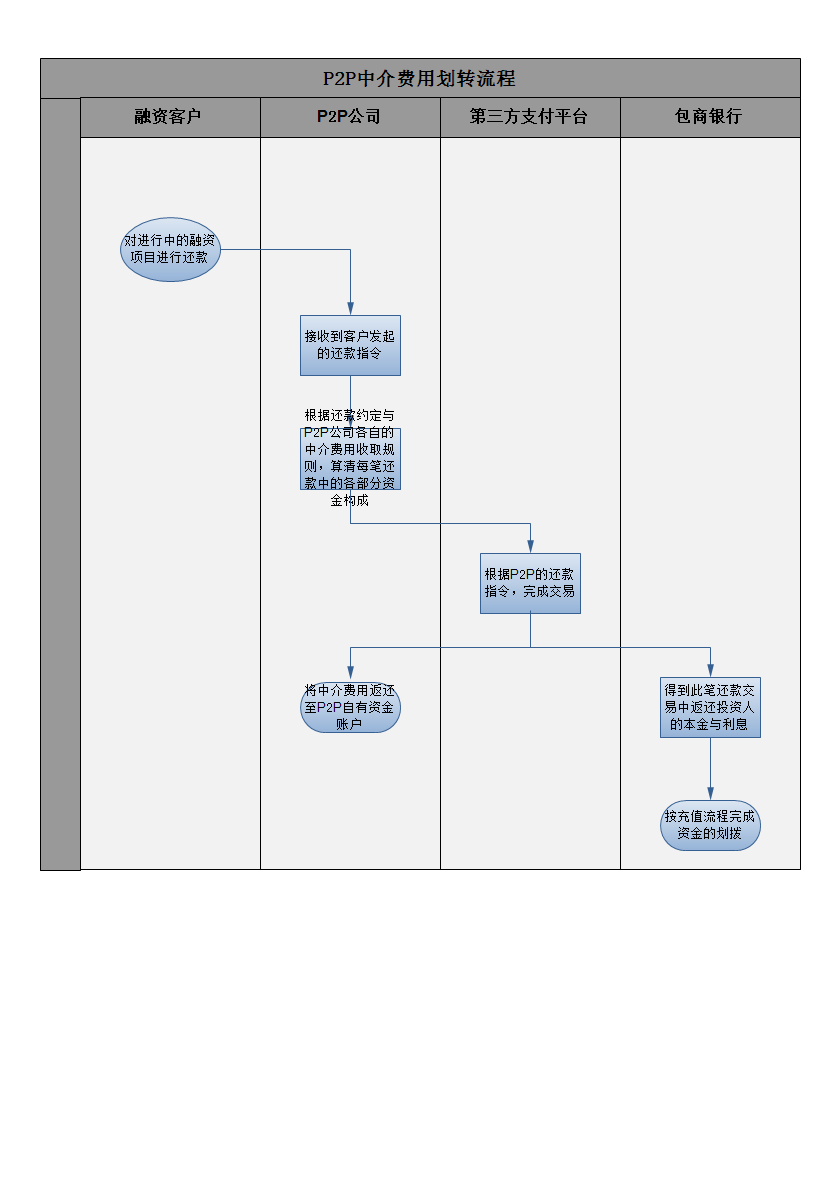 P2P中介费用划转流程
融资客户
P2P公司
第三方支付平台
包商银行
对进行中的融资
项目进行还款
接收到客户发起
的还款指令
根据还款约定与
P2P公司各自的
中介费用收取规
则，算清每笔还
款中的各部分资
金构成
根据P2P的还款
指令，完成交易
将中介费用返还
至P2P自有资金
账户
得到此笔还款交
易中返还投资人
的本金与利息
按充值流程完成
资金的划拨